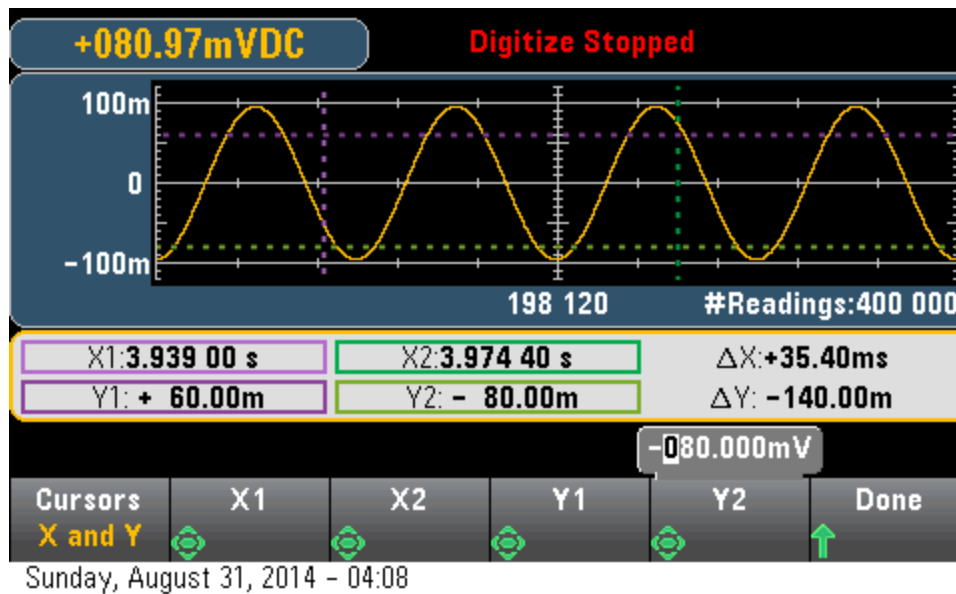 +080.97mVDC Digitize Stopped
100m
0
-100m
198 120 #Readings:400 000
X1:3.939 00 s X2:3.974 40 s ΔX:+35.40ms
Y1: + 60.00m Y2: - 80.00m ΔY: -140.00m
-080.000mV
Cursors X1 X2 Y1 Y2 Done
X and Y
Sunday, August 31, 2014 - 04:08